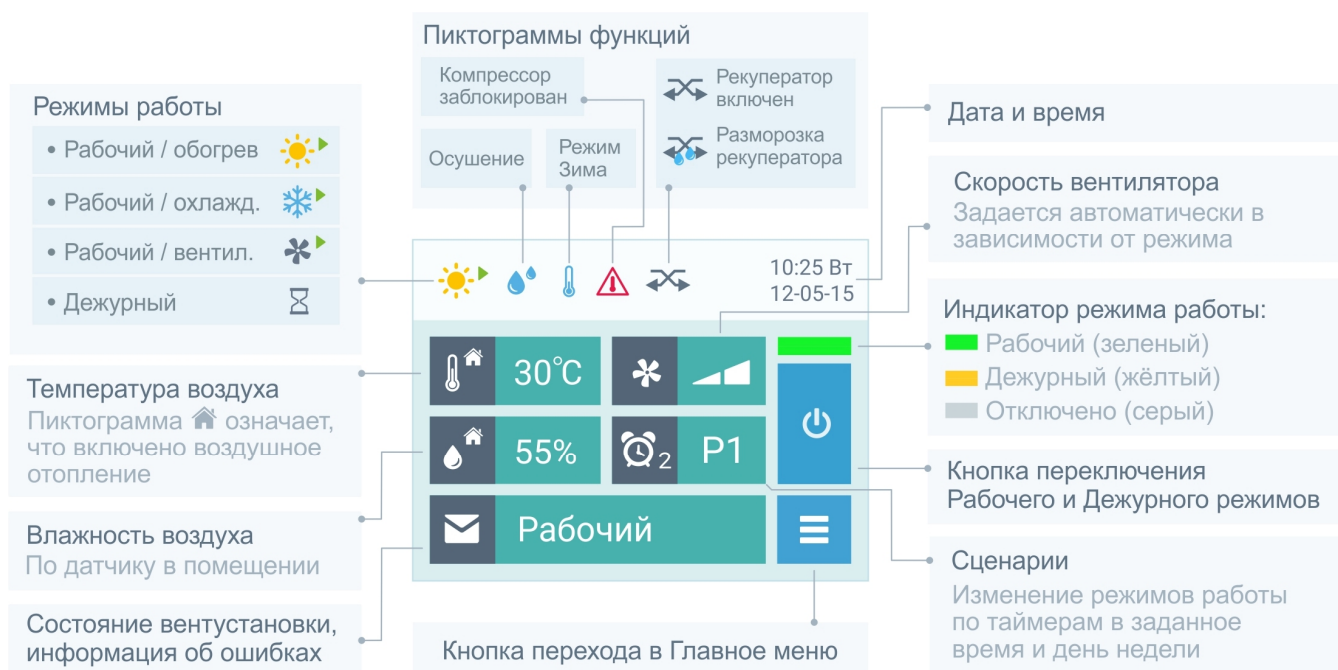 Пиктограммы функций
Компрессор
заблокирован
Рекуператор
включен
Осушение
Режим
Зима
Разморозка
рекуператора
Режимы работы
• Рабочий / обогрев
• Рабочий / охлажд.
• Рабочий / вентил.
• Дежурный
Температура воздуха
Пиктограмма означает,
что включено воздушное
отопление
Влажность воздуха
По датчику в помещении
Состояние вентустановки,
информация об ошибках
10:25 Вт
12-05-15
30°C
55%
2
P1
Рабочий
Кнопка перехода в Главное меню
Дата и время
Скорость вентилятора
Задается автоматически в
зависимости от режима
Индикатор режима работы:
Рабочий (зеленый)
Дежурный (жёлтый)
Отключено (серый)
Кнопка переключения
Рабочего и Дежурного режимов
Сценарии
Изменение режимов работы
по таймерам в заданное
время и день недели